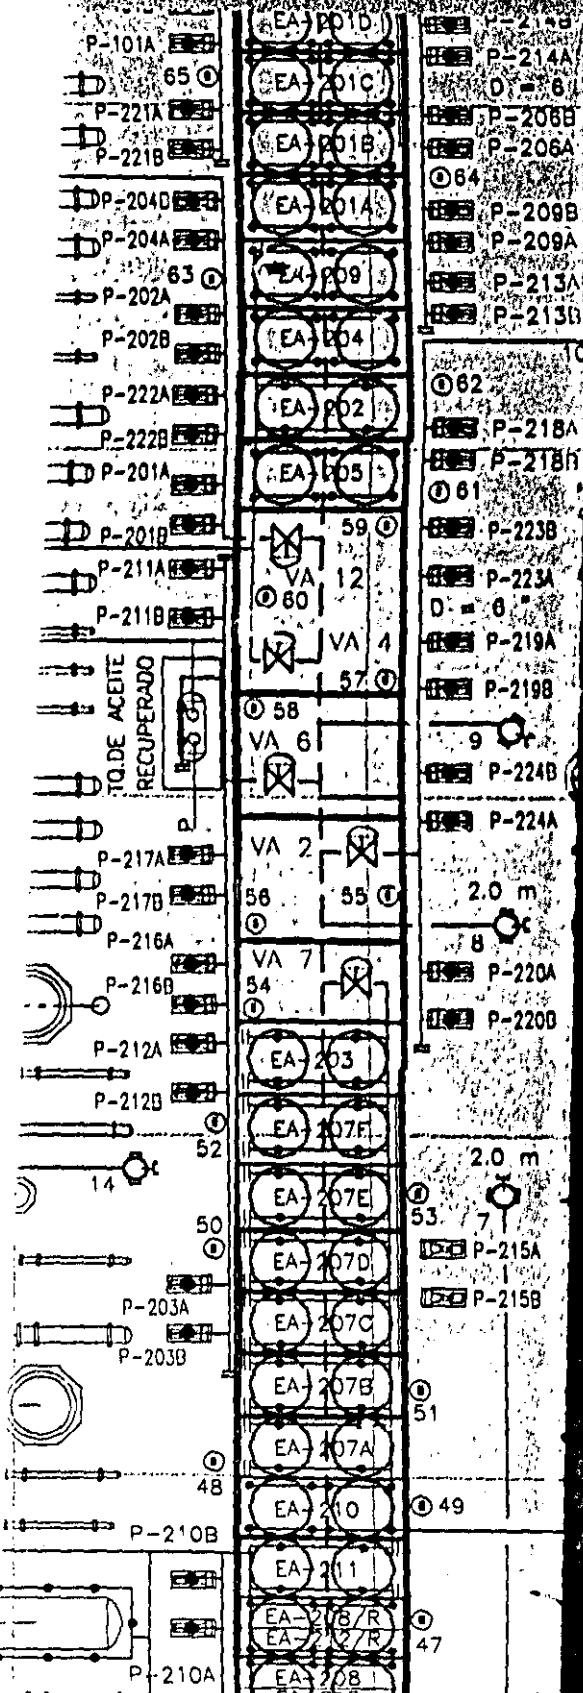 EA-201D
P-214B
P-101A
P-214A
65
EA-201C
D = 6
P-221A
P-206B
P-221B
EA-201B
P-206A
64
P-204B
EA-201A
P-209B
P-204A
P-209A
63
EA-209
P-213A
P-202A
P-213B
P-202B
EA-204
62
P-222A
EA-202
P-218A
P-222B
P-218B
P-201A
EA-205
61
P-201B
59
P-223B
P-211A
VA 12
P-223A
60
D = 6"
P-211B
VA 4
P-219A
TQ.DE ACEITE
RECUPERADO
57
P-219B
58
VA 6
9
P-224B
P-224A
VA 2
P-217A
P-217B
56
55
2.0 m
P-216A
8
VA 7
P-216B
54
P-220A
P-220B
P-212A
EA-203
P-212B
52
EA-207F
2.0 m
14
EA-207E
53
7
50
EA-207D
P-215A
P-203A
P-215B
EA-207C
P-203B
EA-207B
51
EA-207A
48
EA-210
49
P-210B
EA-211
EA-208/R
EA-212/R
47
P-210A
EA-208